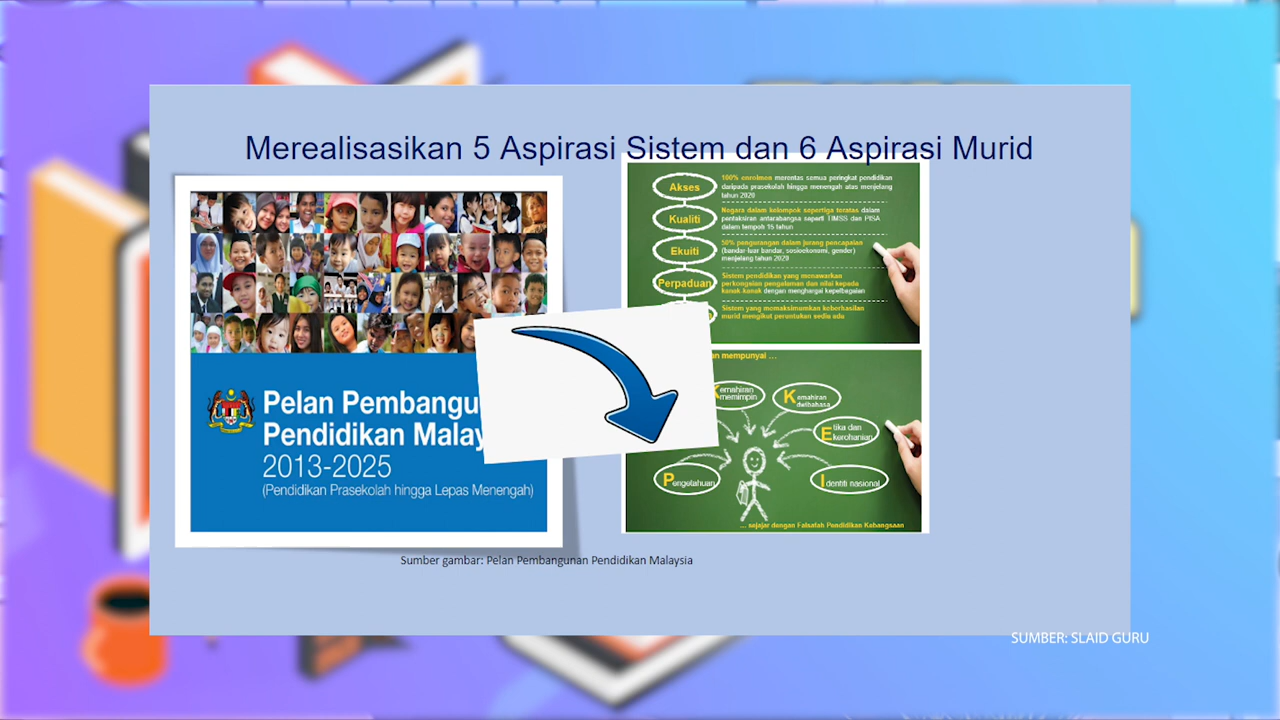 Merealisasikan 5 Aspirasi Sistem dan 6 Aspirasi Murid
Pelan Pembangu
Pendidikan Malay
2013-2025
(Pendidikan Prasekolah hingga Lepas Menengah)
Akses
100% enrolmen merentas semua peringkat pendidikan
daripada prasekolah hingga menengah atas menjelang
tahun 2020
Kualiti
Negara dalam kelompok sepertiga teratas dalam
pentaksiran antarabangsa seperti TIMSS dan PISA
dalam tempoh 15 tahun
Ekuiti
50% pengurangan dalam jurang pencapaian
(bandar-luar bandar, sosioekonomi, gender)
menjelang tahun 2020
Perpaduan
Sistem pendidikan yang menawarkan
perkongsian pengalaman dan nilai kepada
kanak-kanak dengan menghargai kepelbagaian
Sistem yang memaksimumkan keberhasilan
murid mengikut peruntukan sedia ada
an mempunyai ...
Kemahiran
memimpin
Kemahiran
dwibahasa
Etika dan
kerohanian
Pengetahuan
Identiti nasional
... sejajar dengan Falsafah Pendidikan Kebangsaan
Sumber gambar: Pelan Pembangunan Pendidikan Malaysia
SUMBER: SLAID GURU